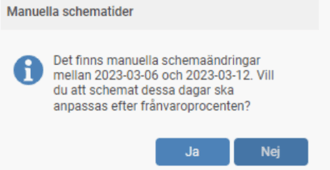 Manuella schematider
Det finns manuella schemaändringar
mellan 2023-03-06 och 2023-03-12. Vill
du att schemat dessa dagar ska
anpassas efter frånvaroprocenten?
Ja
Nej